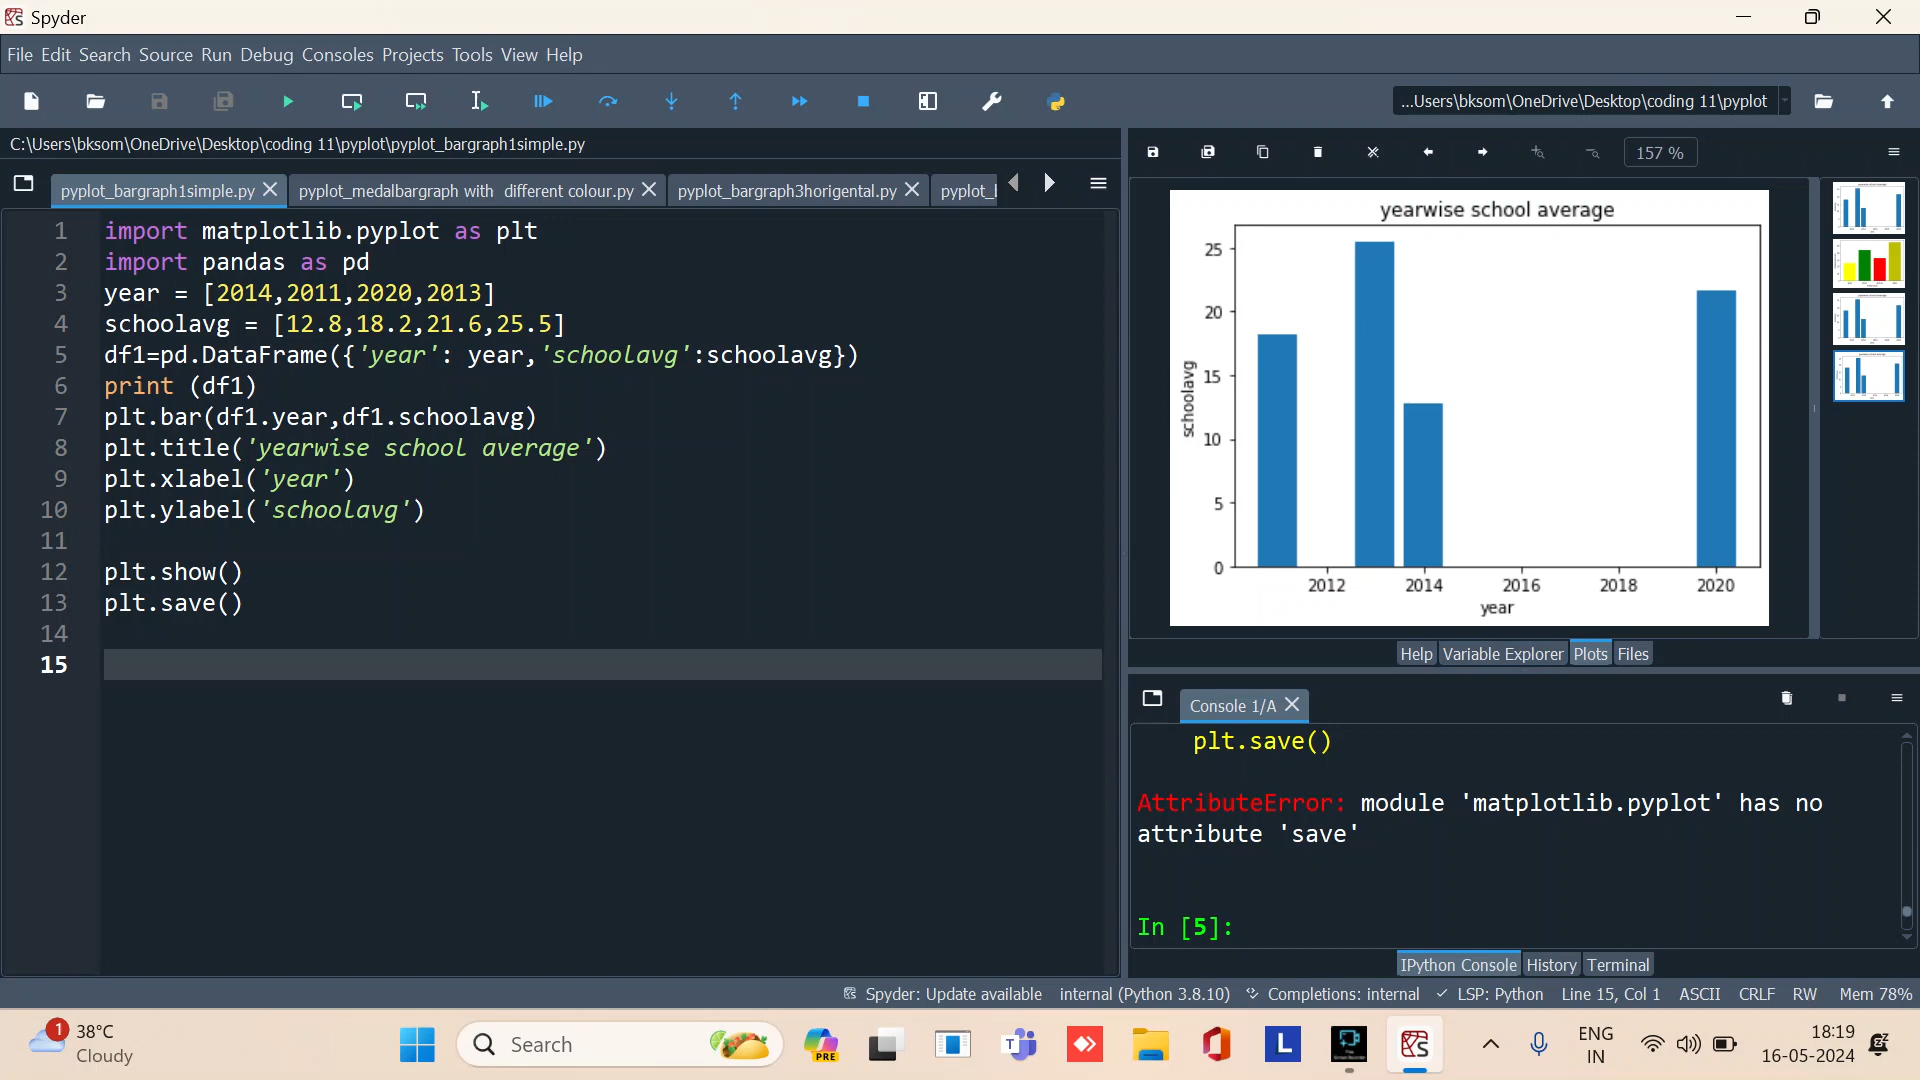 Spyder
File Edit Search Source Run Debug Consoles Projects Tools View Help
...Users\bksom\OneDrive\Desktop\coding 11\pyplot
C:\Users\bksom\OneDrive\Desktop\coding 11\pyplot\pyplot_bargraph1simple.py
pyplot_bargraph1simple.py
pyplot_medalbargraph with different colour.py
pyplot_bargraph3horigental.py
pyplot_l
1 import matplotlib.pyplot as plt
2 import pandas as pd
3 year = [2014,2011,2020,2013]
4 schoolavg = [12.8,18.2,21.6,25.5]
5 df1=pd.DataFrame({'year': year,'schoolavg':schoolavg})
6 print (df1)
7 plt.bar(df1.year,df1.schoolavg)
8 plt.title('yearwise school average')
9 plt.xlabel('year')
10 plt.ylabel('schoolavg')
11
12 plt.show()
13 plt.save()
14
15
157 %
yearwise school average
25
20
15
10
5
0
schoolavg
2012 2014 2016 2018 2020
year
Help Variable Explorer Plots Files
Console 1/A
plt.save()
AttributeError: module 'matplotlib.pyplot' has no
attribute 'save'
In [5]:
IPython Console History Terminal
Spyder: Update available internal (Python 3.8.10) Completions: internal LSP: Python Line 15, Col 1 ASCII CRLF RW Mem 78%
1
38°C
Cloudy
Search
PRE
T
L
ENG
IN
18:19
16-05-2024